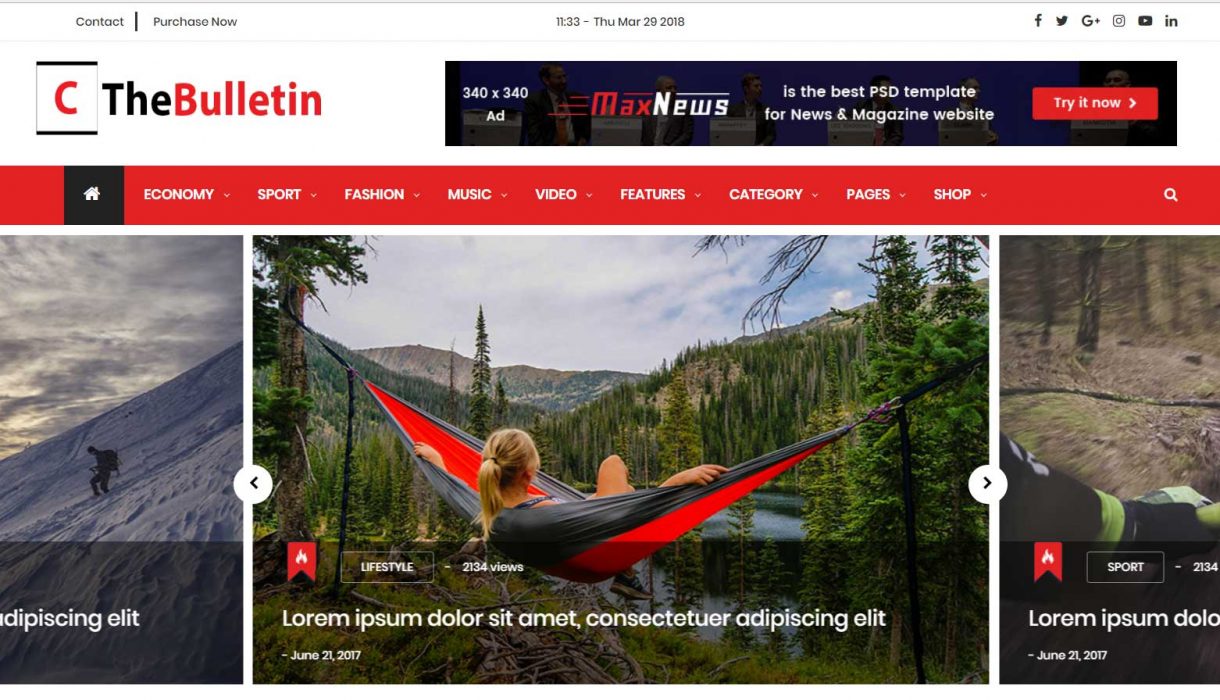 Contact
Purchase Now
11:33 - Thu Mar 29 2018
C TheBulletin
340 x 340
Ad
MaxNews
is the best PSD template
for News & Magazine website
Try it now
ECONOMY
SPORT
FASHION
MUSIC
VIDEO
FEATURES
CATEGORY
PAGES
SHOP
adipiscing elit
LIFESTYLE - 2134 views
Lorem ipsum dolor sit amet, consectetuer adipiscing elit
- June 21, 2017
SPORT - 2134
Lorem ipsum dolo
- June 21, 2017